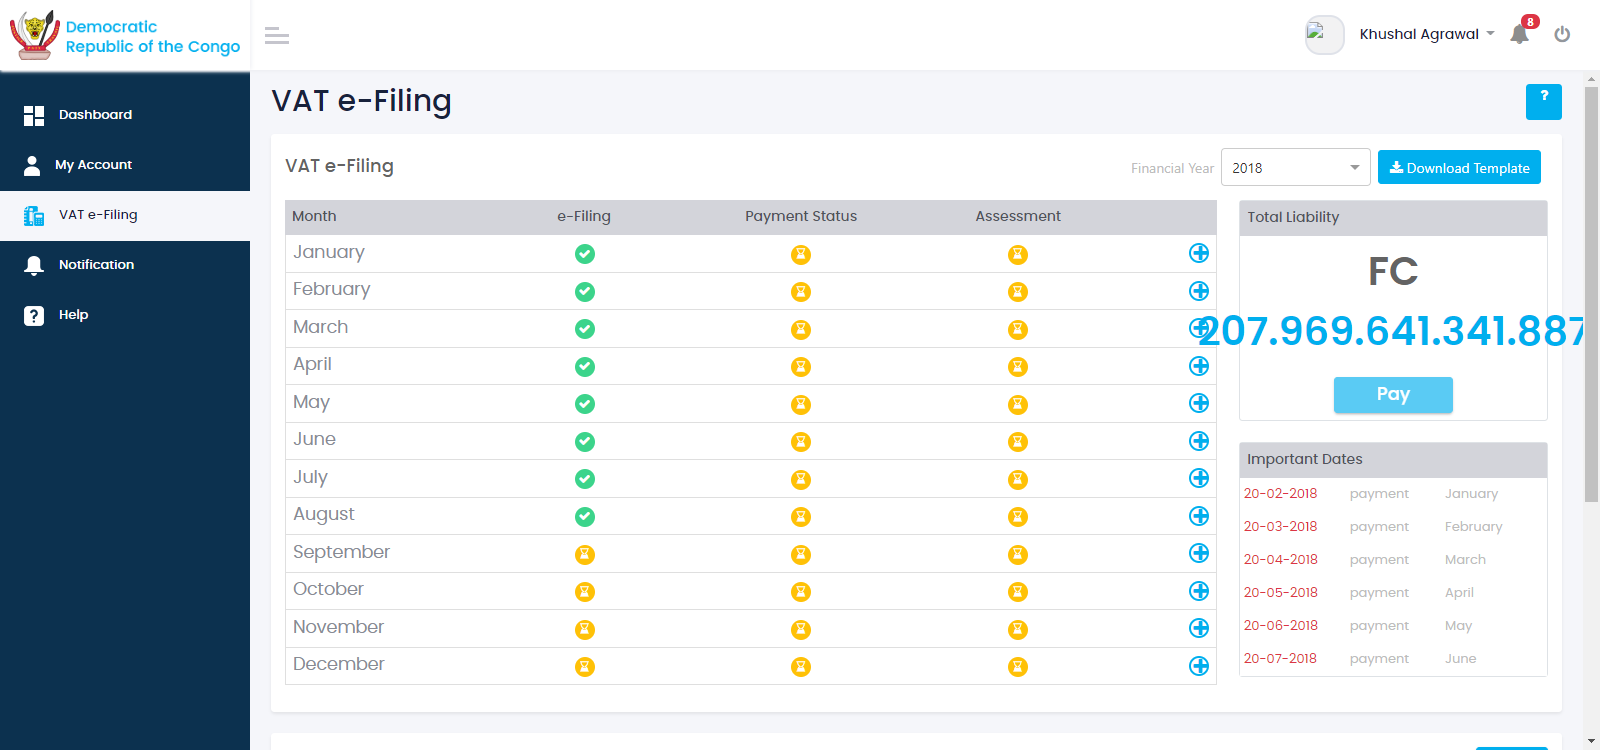 Democratic
Republic of the Congo
Khushal Agrawal
8
Dashboard
My Account
VAT e-Filing
Notification
Help
VAT e-Filing
?
VAT e-Filing
Financial Year 2018 Download Template
Month e-Filing Payment Status Assessment
January
February
March
April
May
June
July
August
September
October
November
December
Total Liability
FC
207.969.641.341.887
Pay
Important Dates
20-02-2018 payment January
20-03-2018 payment February
20-04-2018 payment March
20-05-2018 payment April
20-06-2018 payment May
20-07-2018 payment June